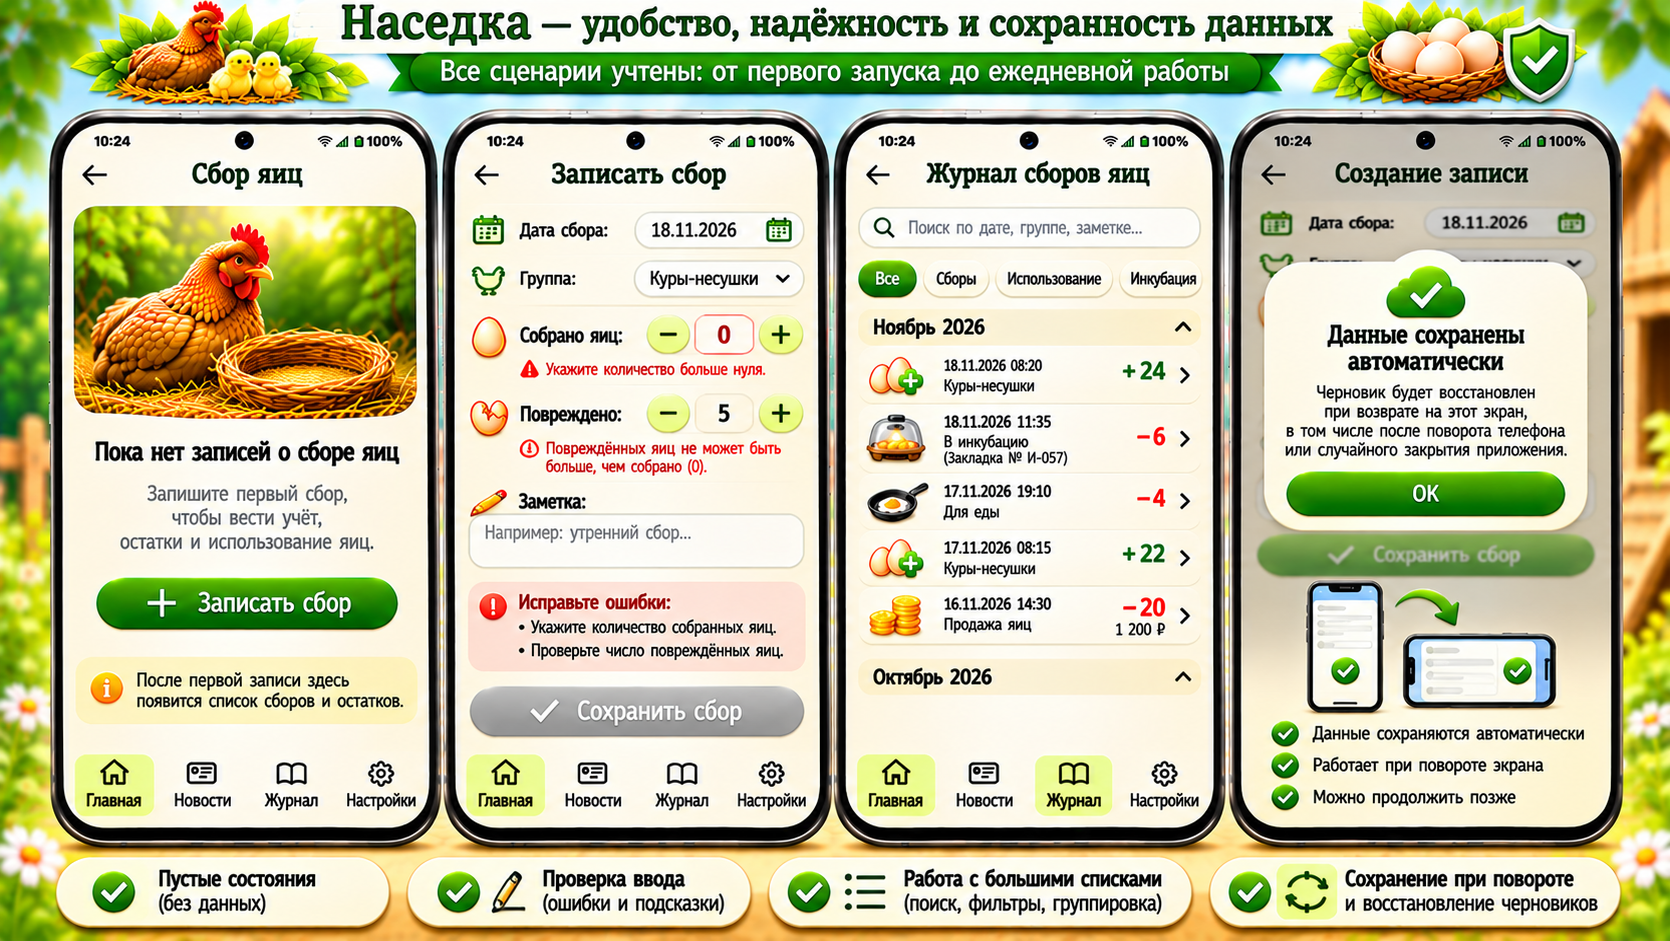 Наседка — удобство, надёжность и сохранность данных
Все сценарии учтены: от первого запуска до ежедневной работы
10:24
100%
Сбор яиц
Пока нет записей о сборе яиц
Запишите первый сбор,
чтобы вести учёт,
остатки и использование яиц.
Записать сбор
После первой записи здесь
появится список сборов и остатков.
Главная
Новости
Журнал
Настройки
10:24
100%
Записать сбор
Дата сбора:
18.11.2026
Группа:
Куры-несушки
Собрано яиц:
−
0
+
Укажите количество больше нуля.
Повреждено:
−
5
+
Повреждённых яиц не может быть
больше, чем собрано (0).
Заметка:
Например: утренний сбор...
Исправьте ошибки:
• Укажите количество собранных яиц.
• Проверьте число повреждённых яиц.
Сохранить сбор
Главная
Новости
Журнал
Настройки
10:24
100%
Журнал сборов яиц
Поиск по дате, группе, заметке...
Все
Сборы
Использование
Инкубация
Ноябрь 2026
18.11.2026 08:20
Куры-несушки
+24
18.11.2026 11:35
В инкубацию
(Закладка № И-057)
−6
17.11.2026 19:10
Для еды
−4
17.11.2026 08:15
Куры-несушки
+22
16.11.2026 14:30
Продажа яиц
−20
1 200 ₽
Октябрь 2026
Главная
Новости
Журнал
Настройки
10:24
100%
Создание записи
Дата сбора:
18.11.2026
Данные сохранены
автоматически
Черновик будет восстановлен
при возврате на этот экран,
в том числе после поворота телефона
или случайного закрытия приложения.
ОК
Сохранить сбор
Данные сохраняются автоматически
Работает при повороте экрана
Можно продолжить позже
Пустые состояния
(без данных)
Проверка ввода
(ошибки и подсказки)
Работа с большими списками
(поиск, фильтры, группировка)
Сохранение при повороте
и восстановление черновиков